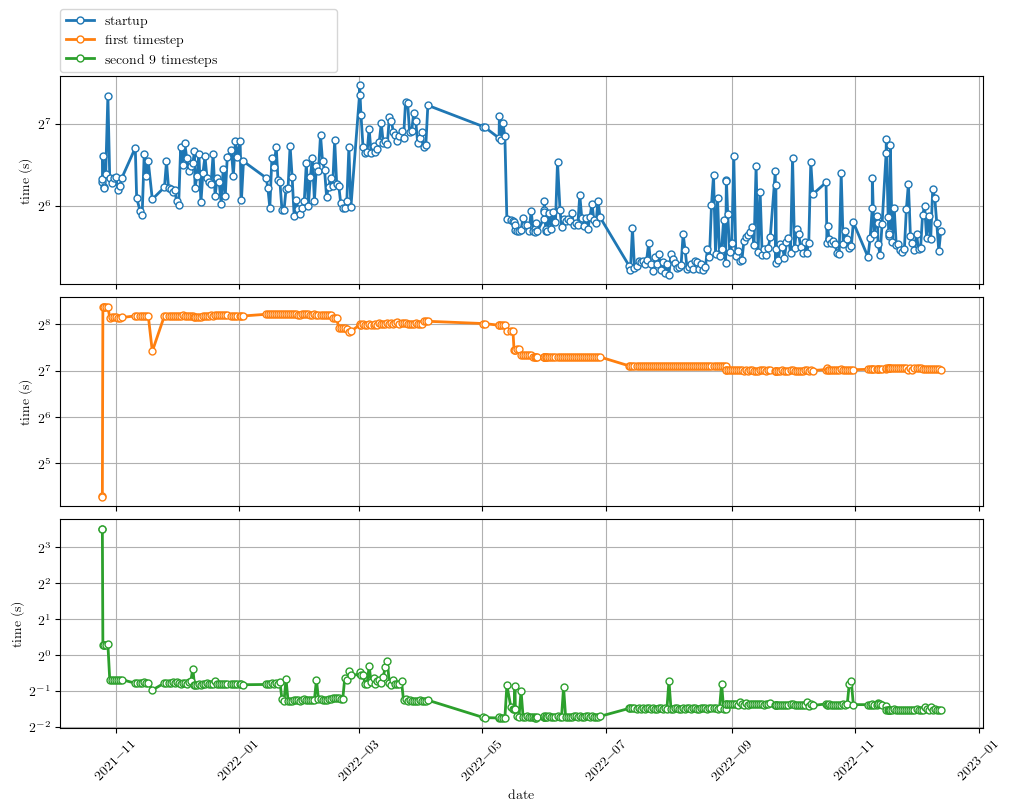 startup
first timestep
second 9 timesteps
time (s)
2^7
2^6
time (s)
2^8
2^7
2^6
2^5
time (s)
2^3
2^2
2^1
2^0
2^−1
2^−2
2021−11
2022−01
2022−03
2022−05
2022−07
2022−09
2022−11
2023−01
date